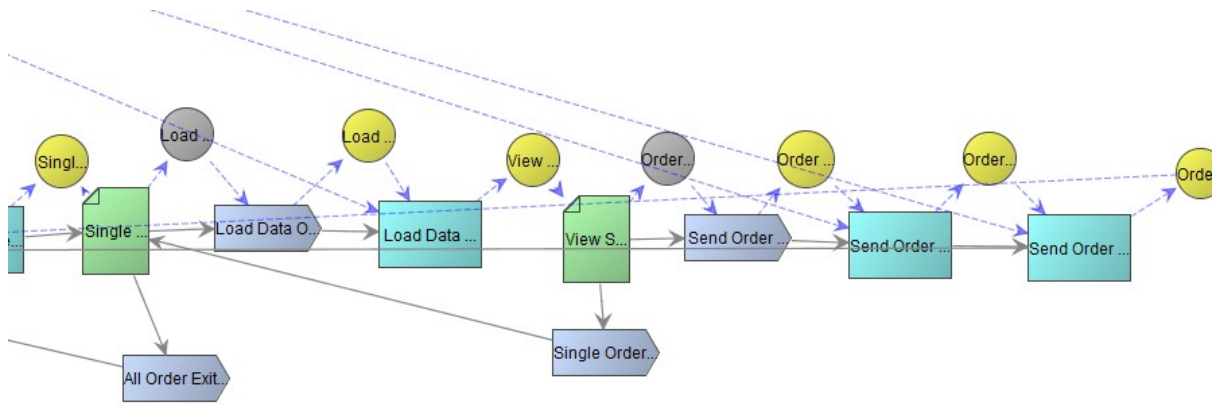 Singl...
Load ...
Load ...
View ...
Order...
Order ...
Order...
Orde
e...
Single ...
Load Data O...
Load Data ...
View S...
Send Order ...
Send Order ...
Send Order ...
All Order Exit...
Single Order...